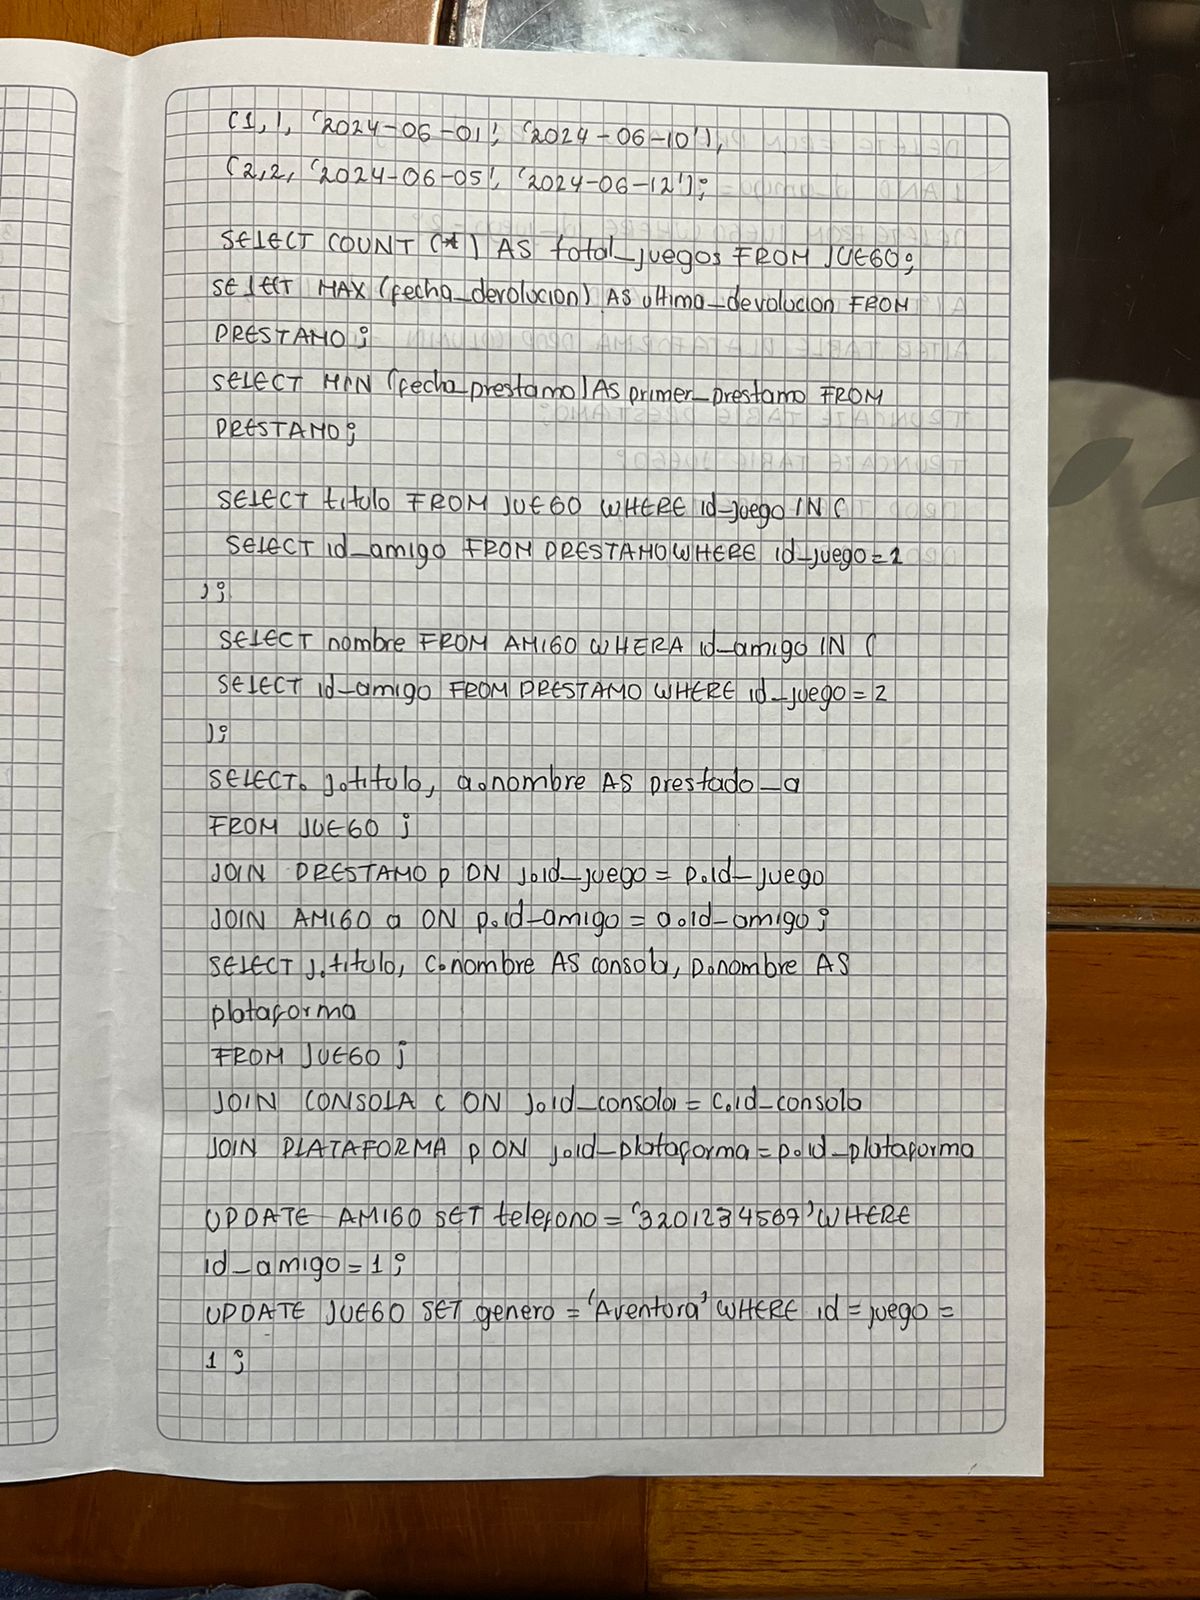 (1,1, '2024-06-01', '2024-06-10'),
(2,2, '2024-06-05', '2024-06-12');
SELECT COUNT (*) AS total_juegos FROM JUEGO;
SELECT MAX (fecha_devolucion) AS ultima_devolucion FROM
PRESTAMO;
SELECT MIN (fecha_prestamo) AS primer_prestamo FROM
PRESTAMO;
SELECT titulo FROM JUEGO WHERE id_juego IN (
SELECT id_amigo FROM PRESTAMO WHERE id_juego = 1
);
SELECT nombre FROM AMIGO WHERA id_amigo IN (
SELECT id_amigo FROM PRESTAMO WHERE id_juego = 2
);
SELECT. j.titulo, a.nombre AS prestado_a
FROM JUEGO j
JOIN PRESTAMO p ON j.id_juego = p.id_juego
JOIN AMIGO a ON p.id_amigo = a.id_amigo;
SELECT j.titulo, c.nombre AS consola, p.nombre AS
plataforma
FROM JUEGO j
JOIN CONSOLA c ON j.id_consola = c.id_consola
JOIN PLATAFORMA p ON j.id_plataforma = p.id_plataforma
UPDATE AMIGO SET telefono = '3201234567' WHERE
id_amigo = 1;
UPDATE JUEGO SET genero = 'Aventura' WHERE id=juego =
1;